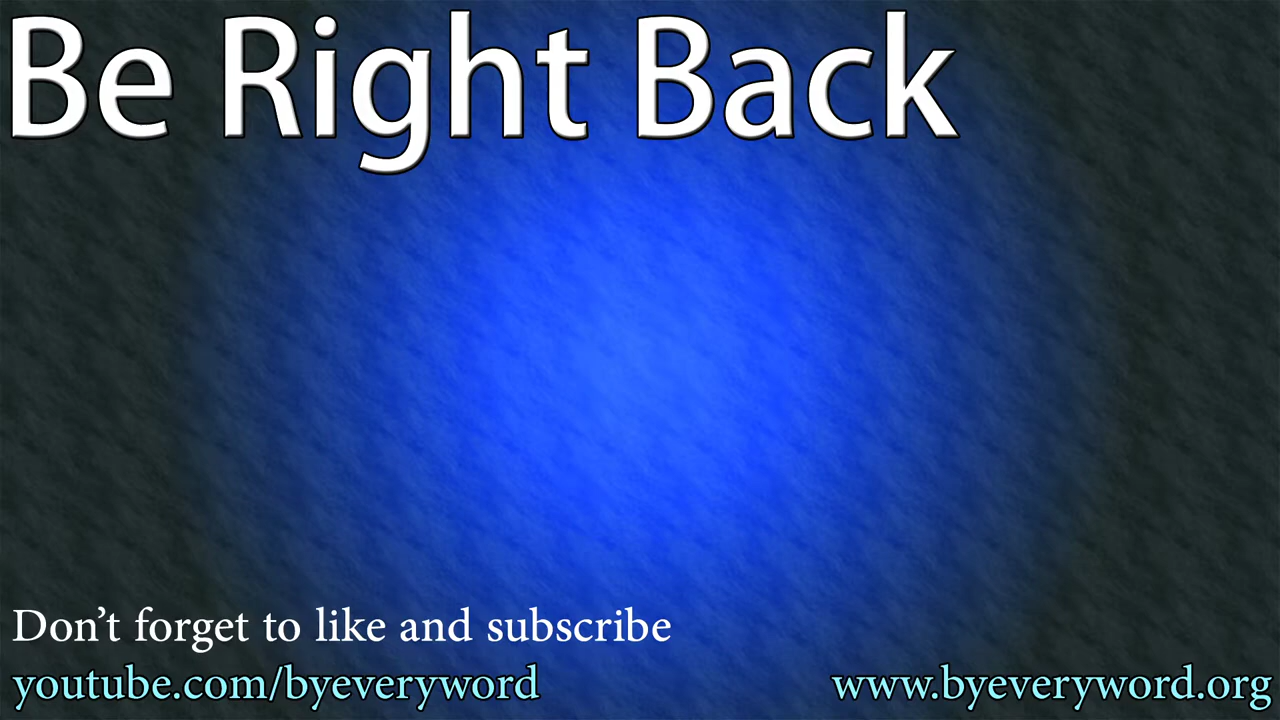 Be Right Back
Don't forget to like and subscribe
youtube.com/byeveryword
www.byeveryword.org